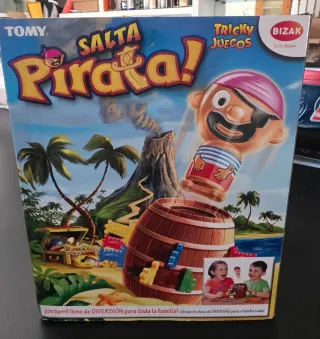 TOMY
SALTA
Pirata!
TRICKY
JUEGOS
BIZAK
¡Un barril lleno de DIVERSIÓN para toda la familia!